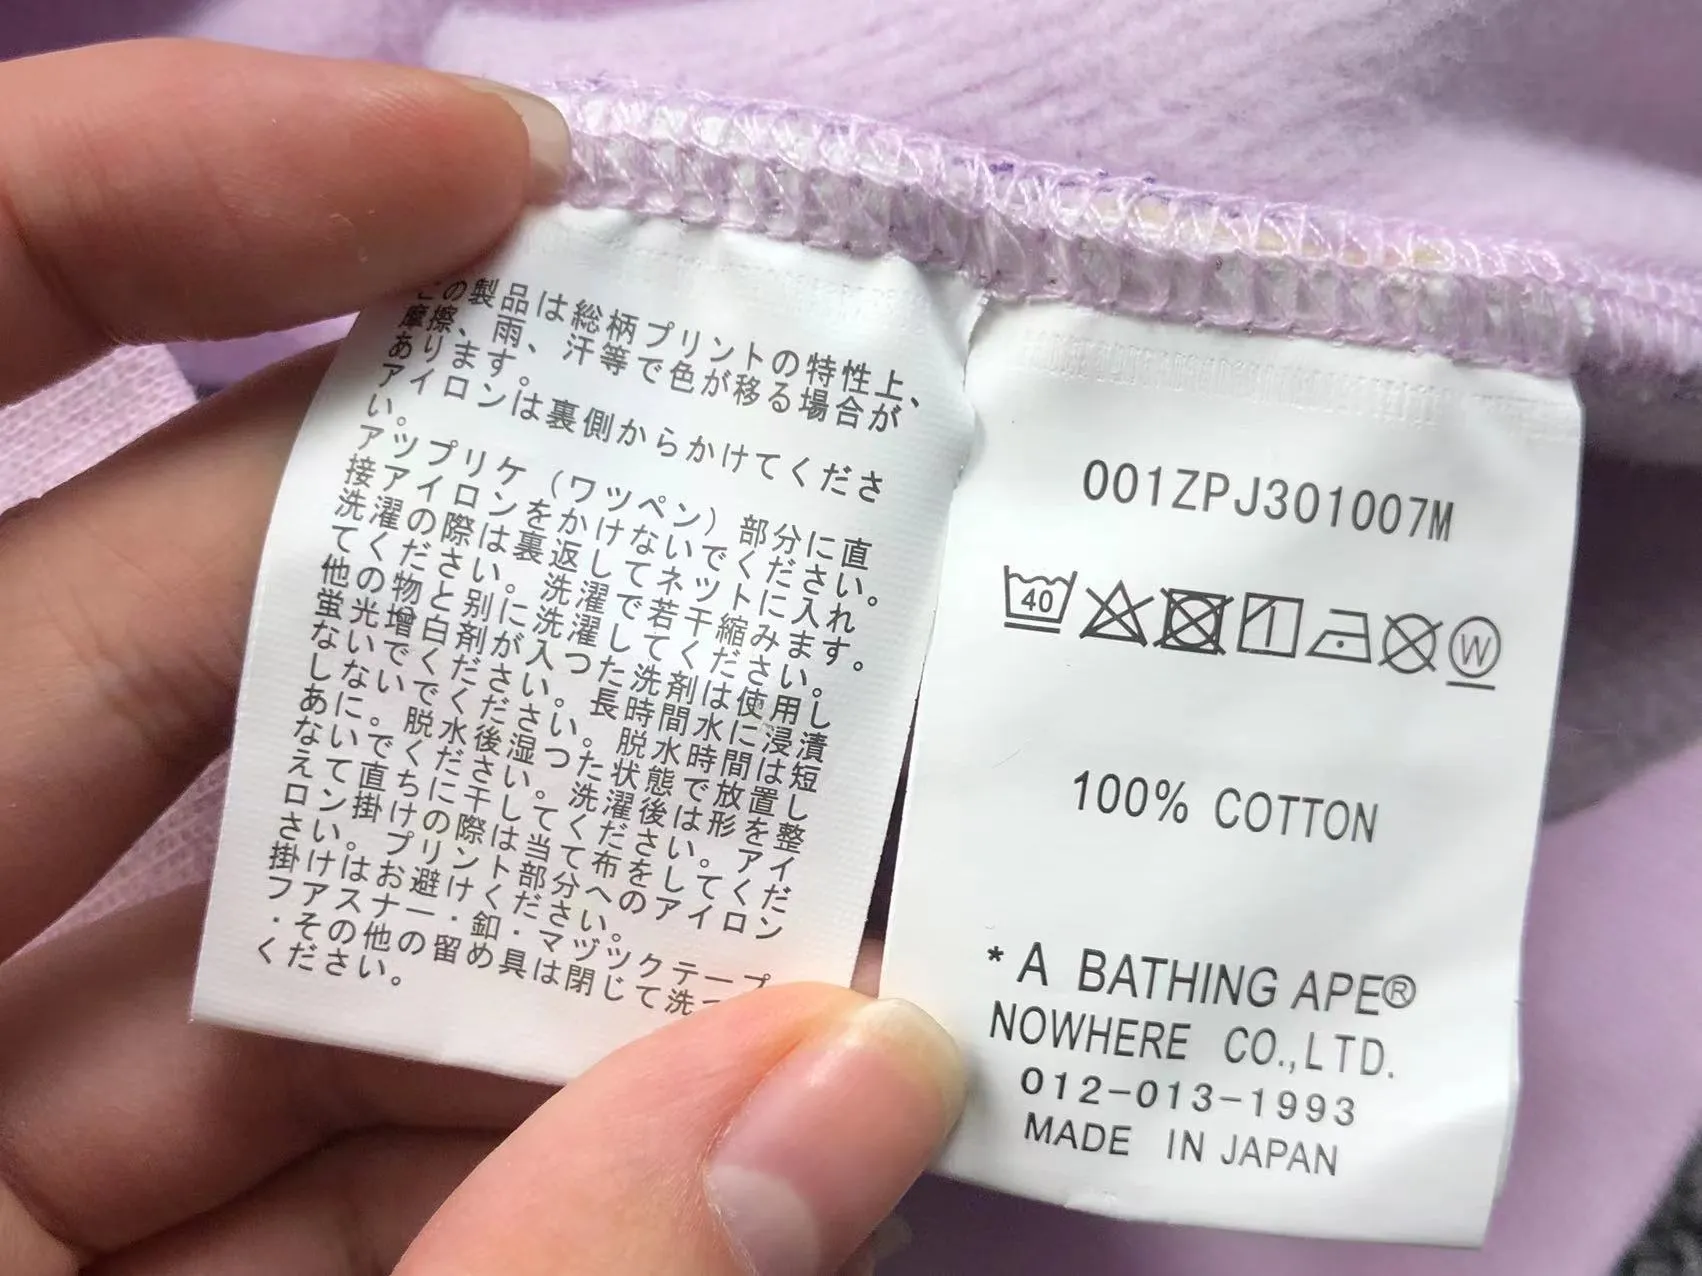 この製品は総柄プリントの特性上、
摩擦、雨、汗等で色が移る場合が
あります。
アイロンは裏側からかけてくださ
い。
アツプリケ（ワツペン）部分に直
接アイロンをかけないでください。
洗濯の際は裏返してネツトに入れ
てください。洗濯で若干縮みます。
他の物と別に洗濯してください。
蛍光増白剤が入つた洗剤は使用し
ないでください。長時間水に浸漬
しないでください。脱水時間は短
あに。脱水後湿つた状態では放置し
ないでください。洗濯後は形を整
えて直ちに干してください。アイ
ロン掛けの際は当て布をしてくだ
さい。プリント部分へのアイロン
掛けはお避けください。
フアスナー・釦・マヅツクテープ
・その他の留め具は閉じて洗
ください。
001ZPJ301007M
40 W
100% COTTON
*A BATHING APE®
NOWHERE CO.,LTD.
012-013-1993
MADE IN JAPAN